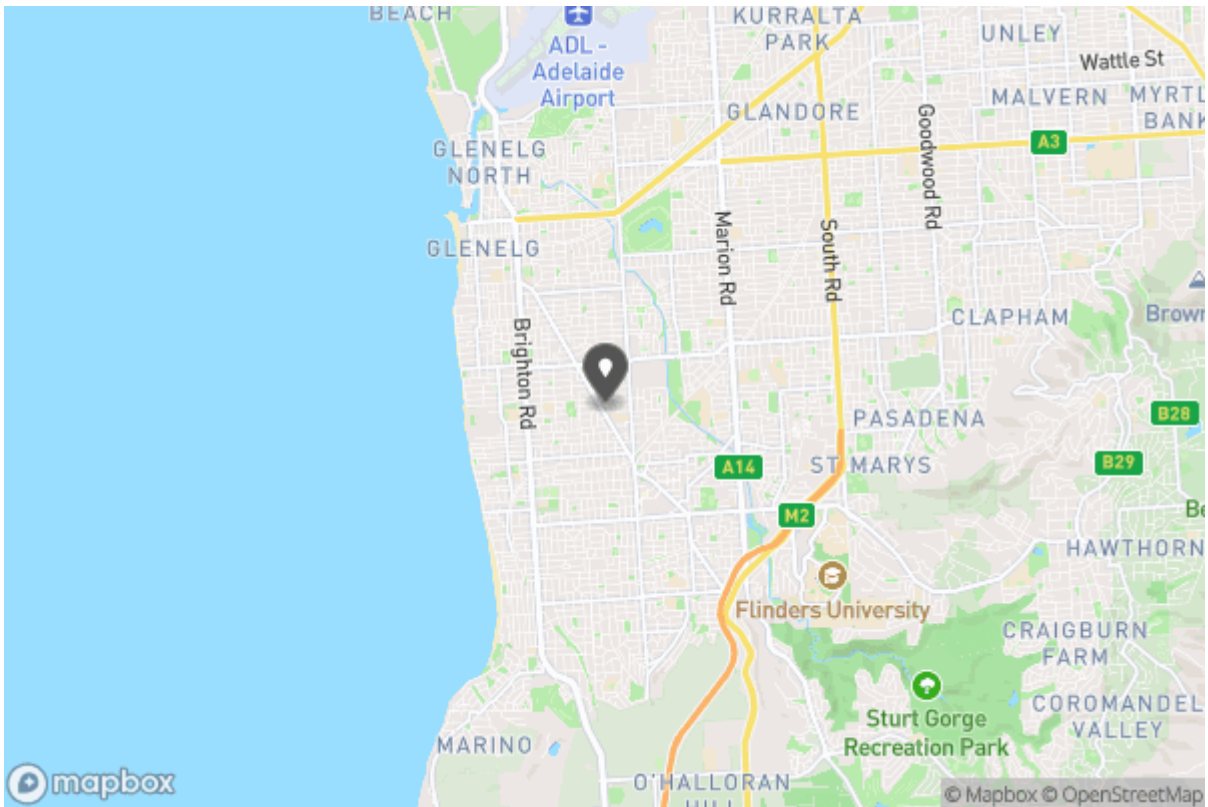 BEACH
KURRALTA
PARK
UNLEY
ADL -
Adelaide
Airport
Wattle St
MALVERN
MYRTL
BANK
GLANDORE
Goodwood Rd
A3
GLENELG
NORTH
GLENELG
Marion Rd
South Rd
CLAPHAM
Brown
Brighton Rd
PASADENA
B28
ST MARYS
A14
B29
M2
Be
HAWTHORN
Flinders University
CRAIGBURN
FARM
Sturt Gorge
Recreation Park
COROMANDEL
VALLEY
MARINO
O'HALLORAN
HILL
mapbox
© Mapbox © OpenStreetMap